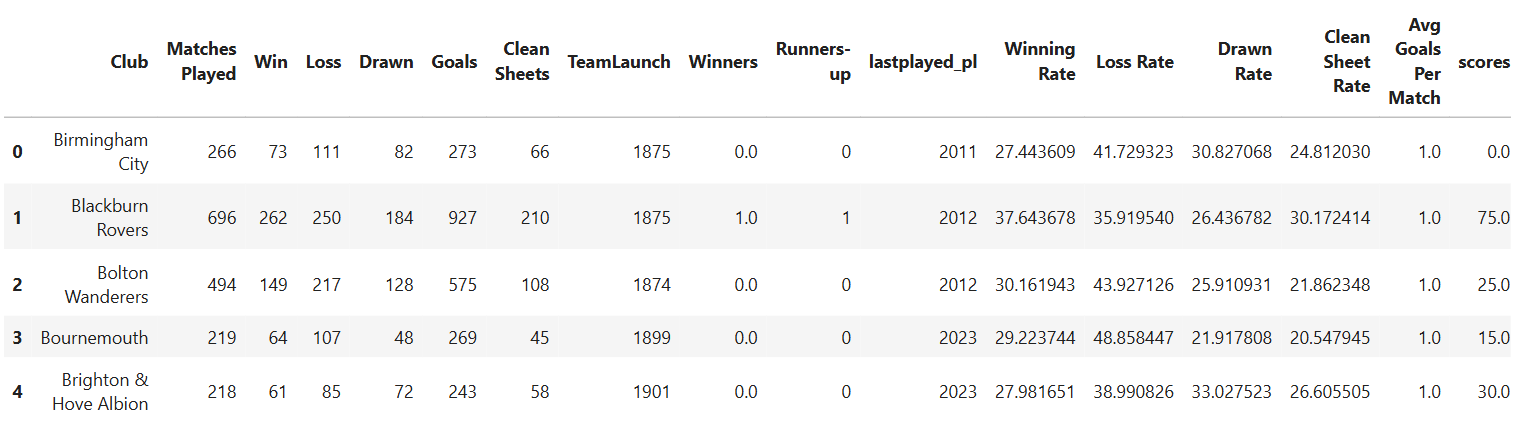 Club Matches Played Win Loss Drawn Goals Clean Sheets TeamLaunch Winners Runners-up lastplayed_pl Winning Rate Loss Rate Drawn Rate Clean Sheet Rate Avg Goals Per Match scores
0 Birmingham City 266 73 111 82 273 66 1875 0.0 0 2011 27.443609 41.729323 30.827068 24.812030 1.0 0.0
1 Blackburn Rovers 696 262 250 184 927 210 1875 1.0 1 2012 37.643678 35.919540 26.436782 30.172414 1.0 75.0
2 Bolton Wanderers 494 149 217 128 575 108 1874 0.0 0 2012 30.161943 43.927126 25.910931 21.862348 1.0 25.0
3 Bournemouth 219 64 107 48 269 45 1899 0.0 0 2023 29.223744 48.858447 21.917808 20.547945 1.0 15.0
4 Brighton & Hove Albion 218 61 85 72 243 58 1901 0.0 0 2023 27.981651 38.990826 33.027523 26.605505 1.0 30.0